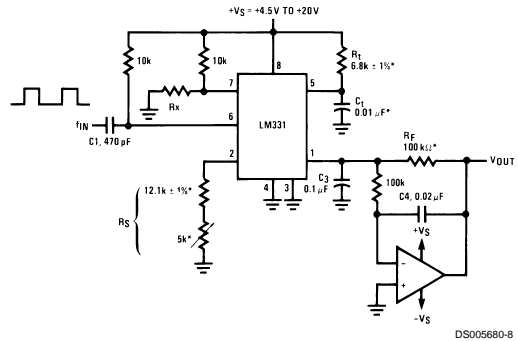 +VS = +4.5V TO +20V
10k
10k
Rt
6.8k ± 1%*
8
7
5
Rx
Ct
0.01 µF*
fIN
6
LM331
C1, 470 pF
RF
100 kΩ*
VOUT
2
1
12.1k ± 1%*
C3
0.1 µF
100k
C4, 0.02 µF
4
3
RS
5k*
+VS
−
+
−VS
DS005680-8